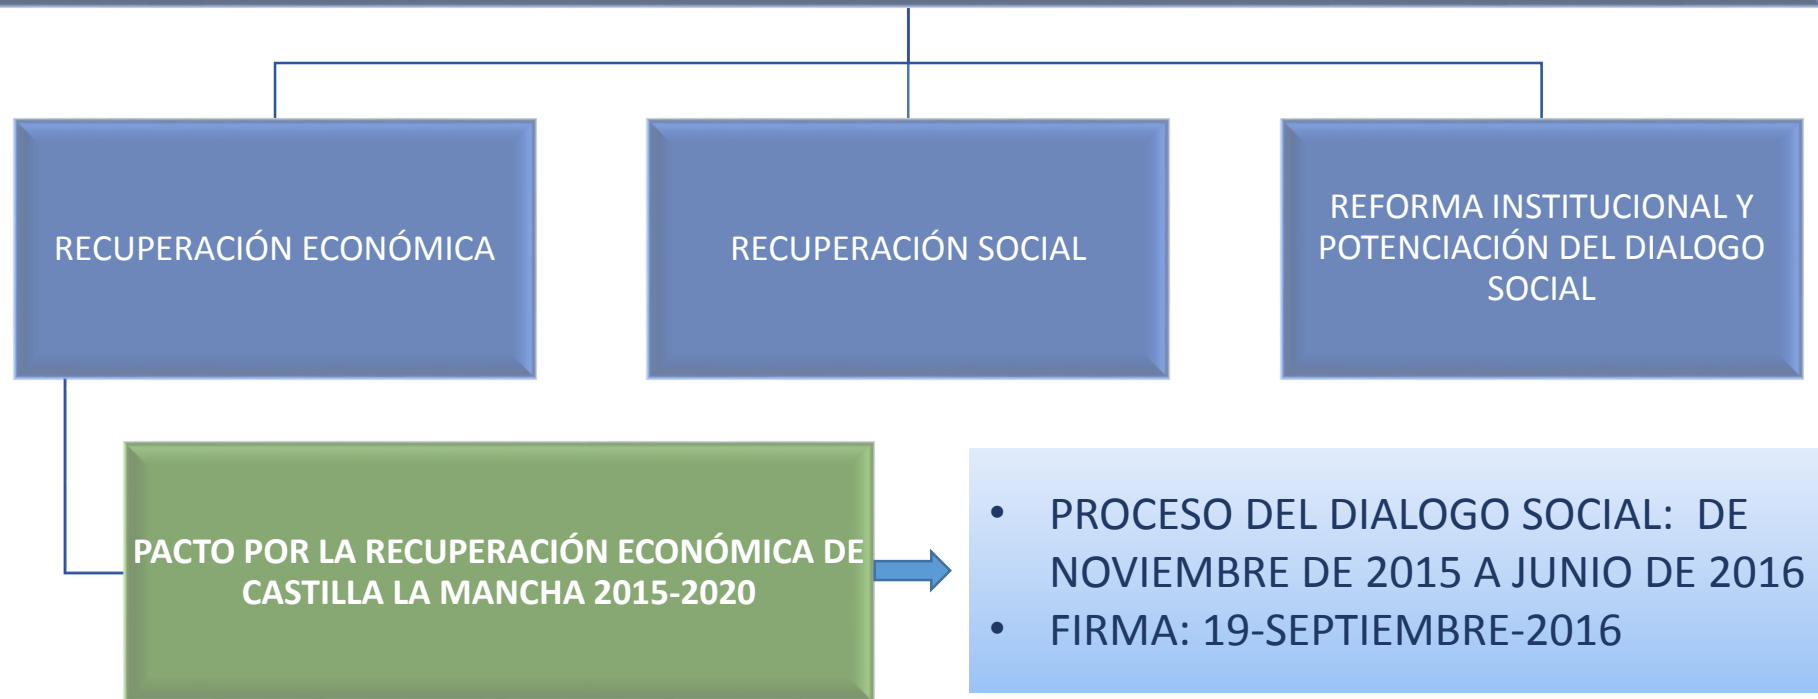 RECUPERACIÓN ECONÓMICA
RECUPERACIÓN SOCIAL
REFORMA INSTITUCIONAL Y
POTENCIACIÓN DEL DIALOGO
SOCIAL
PACTO POR LA RECUPERACIÓN ECONÓMICA DE
CASTILLA LA MANCHA 2015-2020
• PROCESO DEL DIALOGO SOCIAL: DE
NOVIEMBRE DE 2015 A JUNIO DE 2016
• FIRMA: 19-SEPTIEMBRE-2016